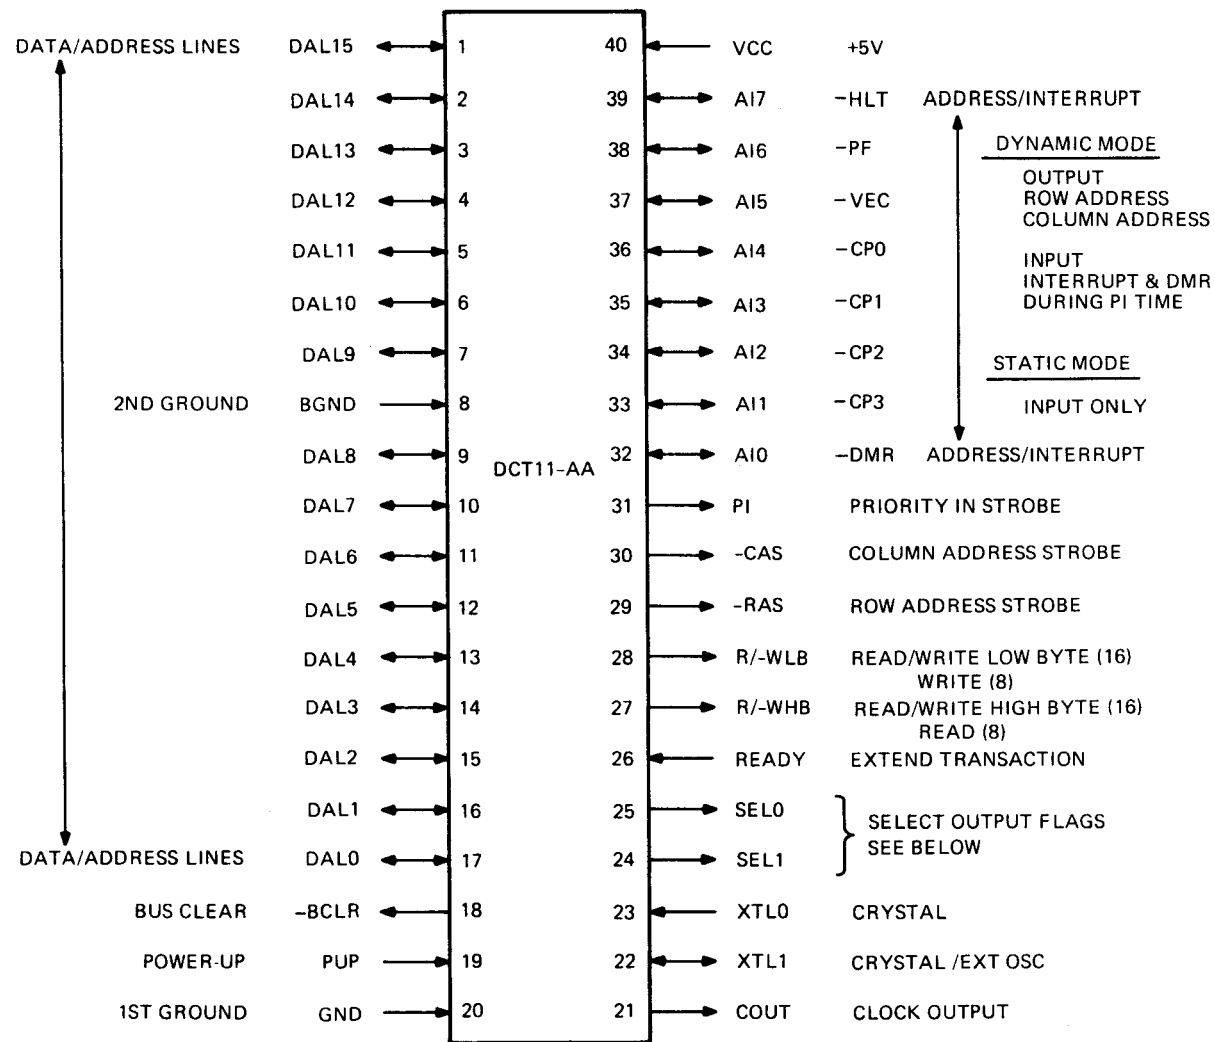 DATA/ADDRESS LINES DAL15 1 40 VCC +5V
DAL14 2 39 AI7 -HLT ADDRESS/INTERRUPT
DAL13 3 38 AI6 -PF DYNAMIC MODE
OUTPUT
DAL12 4 37 AI5 -VEC ROW ADDRESS
COLUMN ADDRESS
DAL11 5 36 AI4 -CP0 INPUT
INTERRUPT & DMR
DAL10 6 35 AI3 -CP1 DURING PI TIME
DAL9 7 34 AI2 -CP2 STATIC MODE
2ND GROUND BGND 8 33 AI1 -CP3 INPUT ONLY
DAL8 9 32 AI0 -DMR ADDRESS/INTERRUPT
DCT11-AA
DAL7 10 31 PI PRIORITY IN STROBE
DAL6 11 30 -CAS COLUMN ADDRESS STROBE
DAL5 12 29 -RAS ROW ADDRESS STROBE
DAL4 13 28 R/-WLB READ/WRITE LOW BYTE (16)
WRITE (8)
DAL3 14 27 R/-WHB READ/WRITE HIGH BYTE (16)
READ (8)
DAL2 15 26 READY EXTEND TRANSACTION
DAL1 16 25 SEL0 SELECT OUTPUT FLAGS
SEE BELOW
DATA/ADDRESS LINES DAL0 17 24 SEL1
BUS CLEAR -BCLR 18 23 XTL0 CRYSTAL
POWER-UP PUP 19 22 XTL1 CRYSTAL /EXT OSC
1ST GROUND GND 20 21 COUT CLOCK OUTPUT